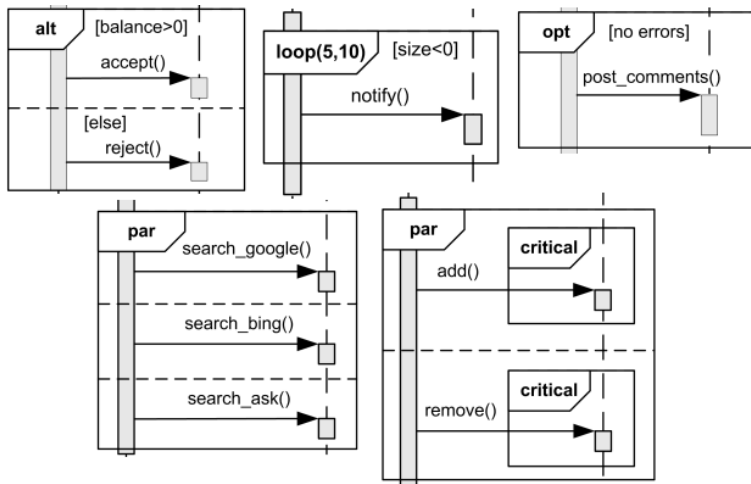 alt
[balance>0]
accept()
[else]
reject()
loop(5,10)
[size<0]
notify()
opt
[no errors]
post_comments()
par
search_google()
search_bing()
search_ask()
par
critical
add()
critical
remove()